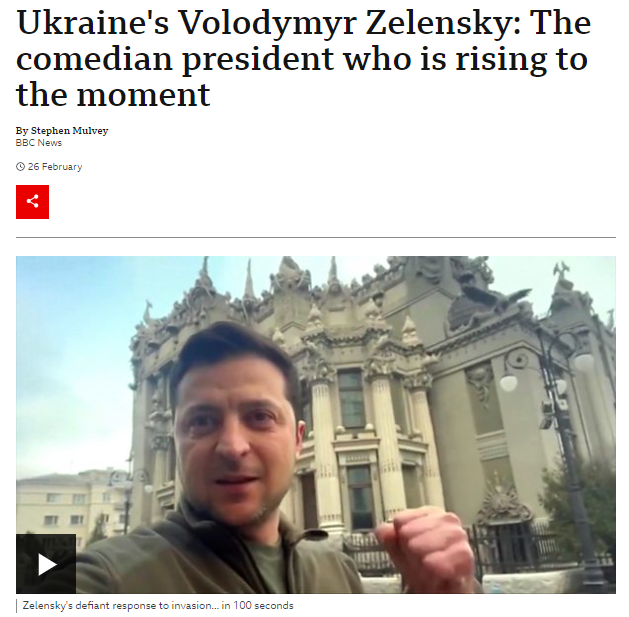 Ukraine's Volodymyr Zelensky: The
comedian president who is rising to
the moment
By Stephen Mulvey
BBC News
26 February
Zelensky's defiant response to invasion... in 100 seconds